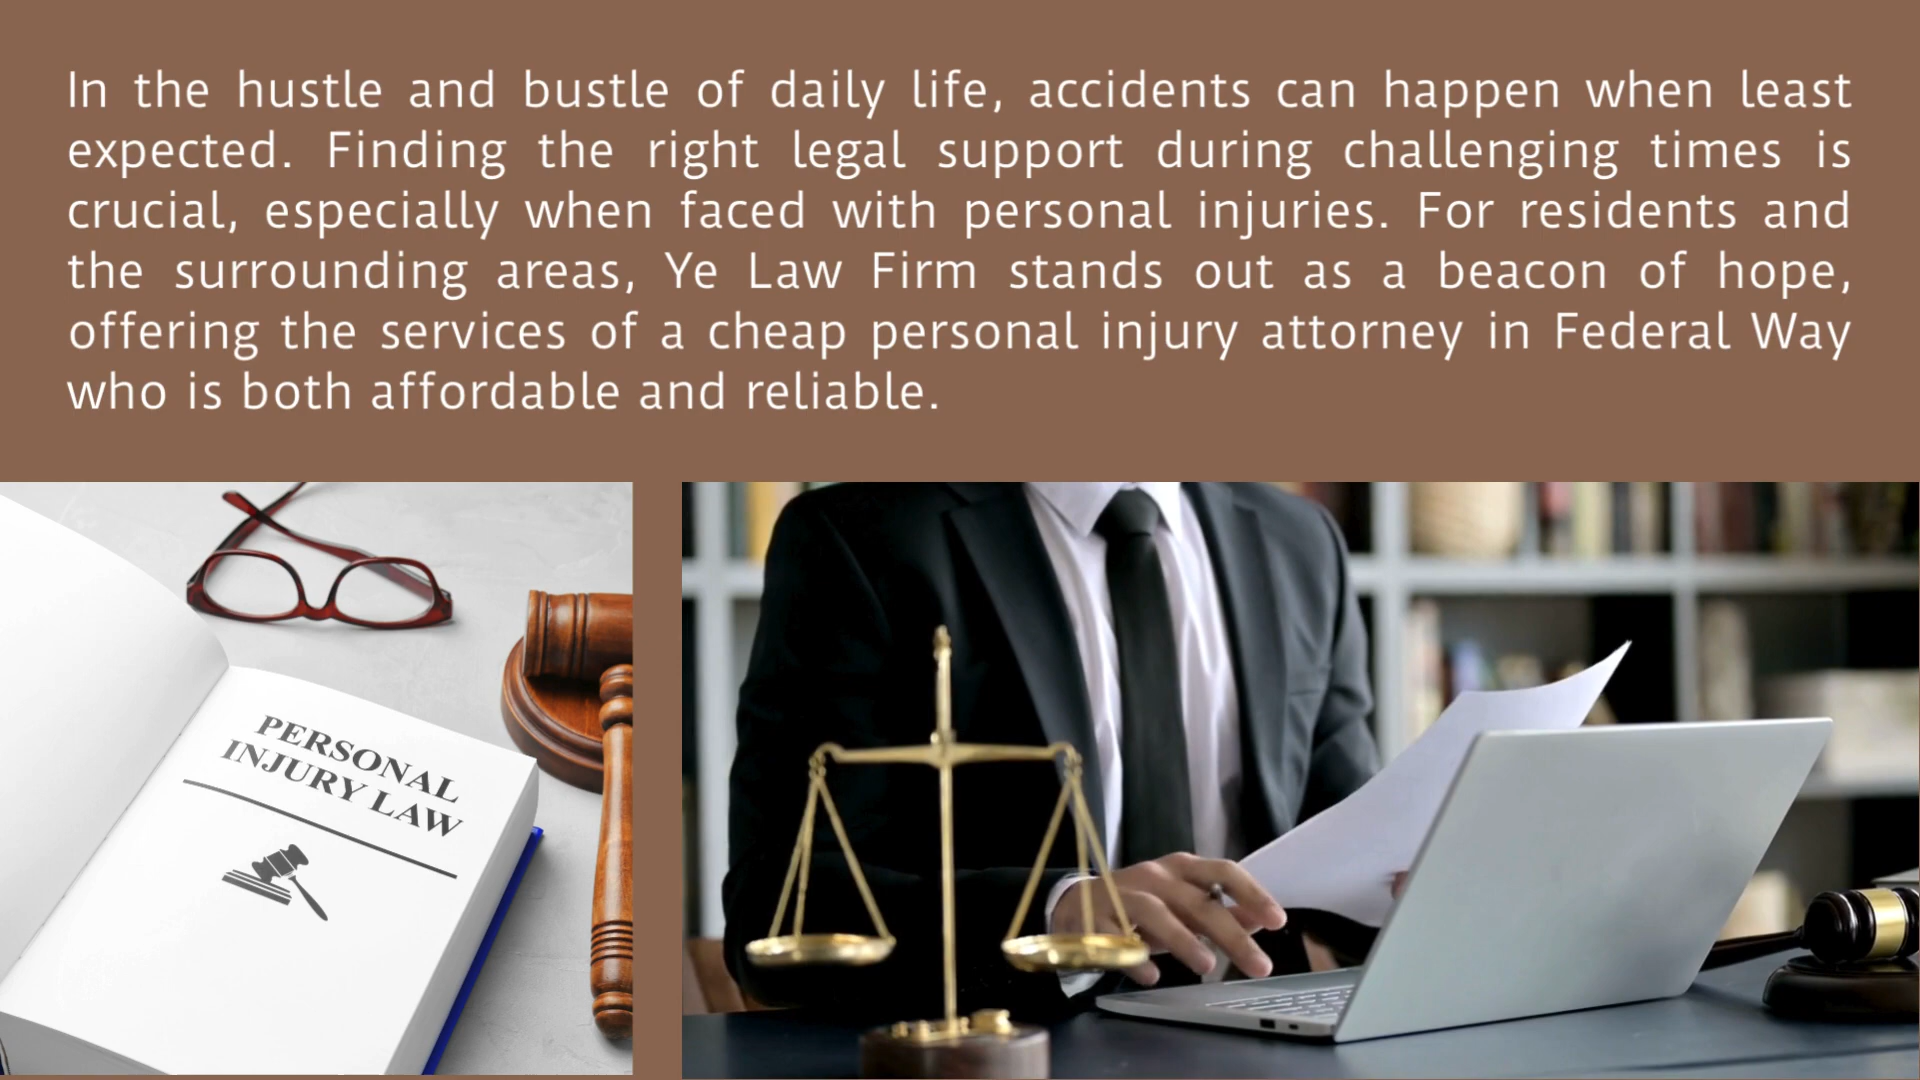 In the hustle and bustle of daily life, accidents can happen when least
expected. Finding the right legal support during challenging times is
crucial, especially when faced with personal injuries. For residents and
the surrounding areas, Ye Law Firm stands out as a beacon of hope,
offering the services of a cheap personal injury attorney in Federal Way
who is both affordable and reliable.
PERSONAL
INJURY LAW